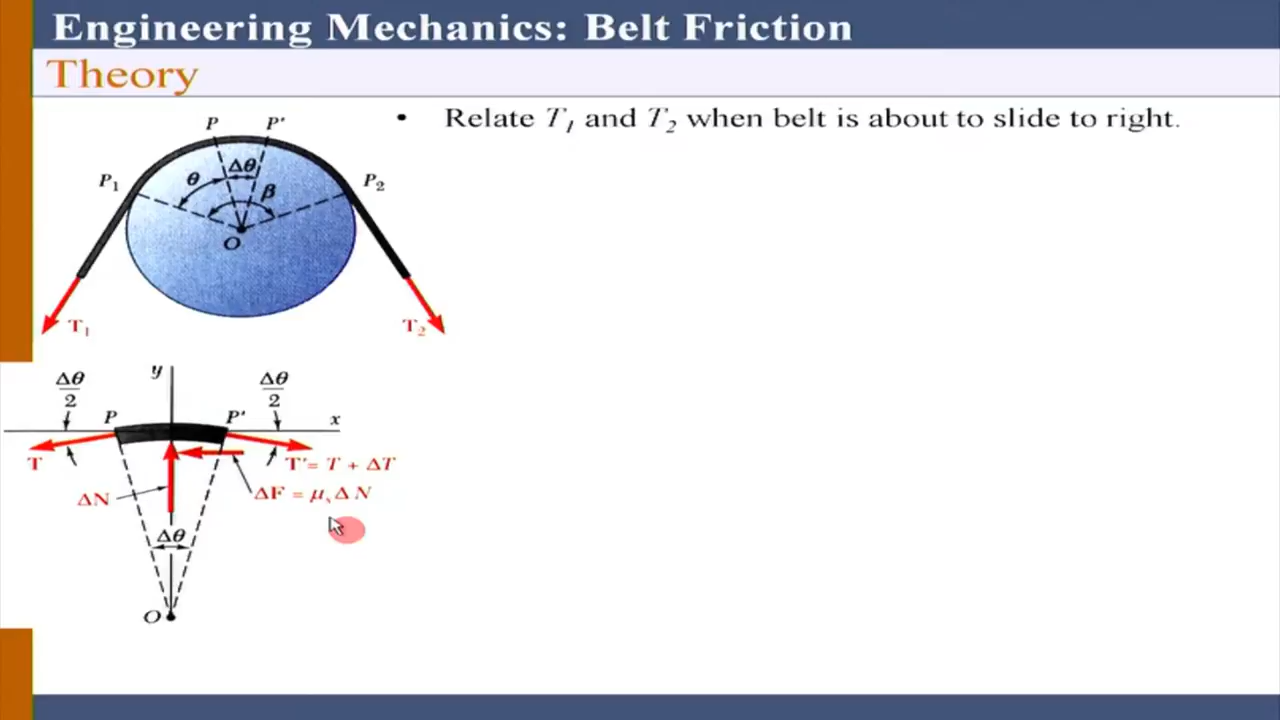 Engineering Mechanics: Belt Friction
Theory
• Relate T₁ and T₂ when belt is about to slide to right.
P P'
Δθ
P₁ θ β P₂
O
T₁ T₂
y
Δθ/2 Δθ/2
P P' x
T T' = T + ΔT
ΔN ΔF = μₛ Δ N
Δθ
O